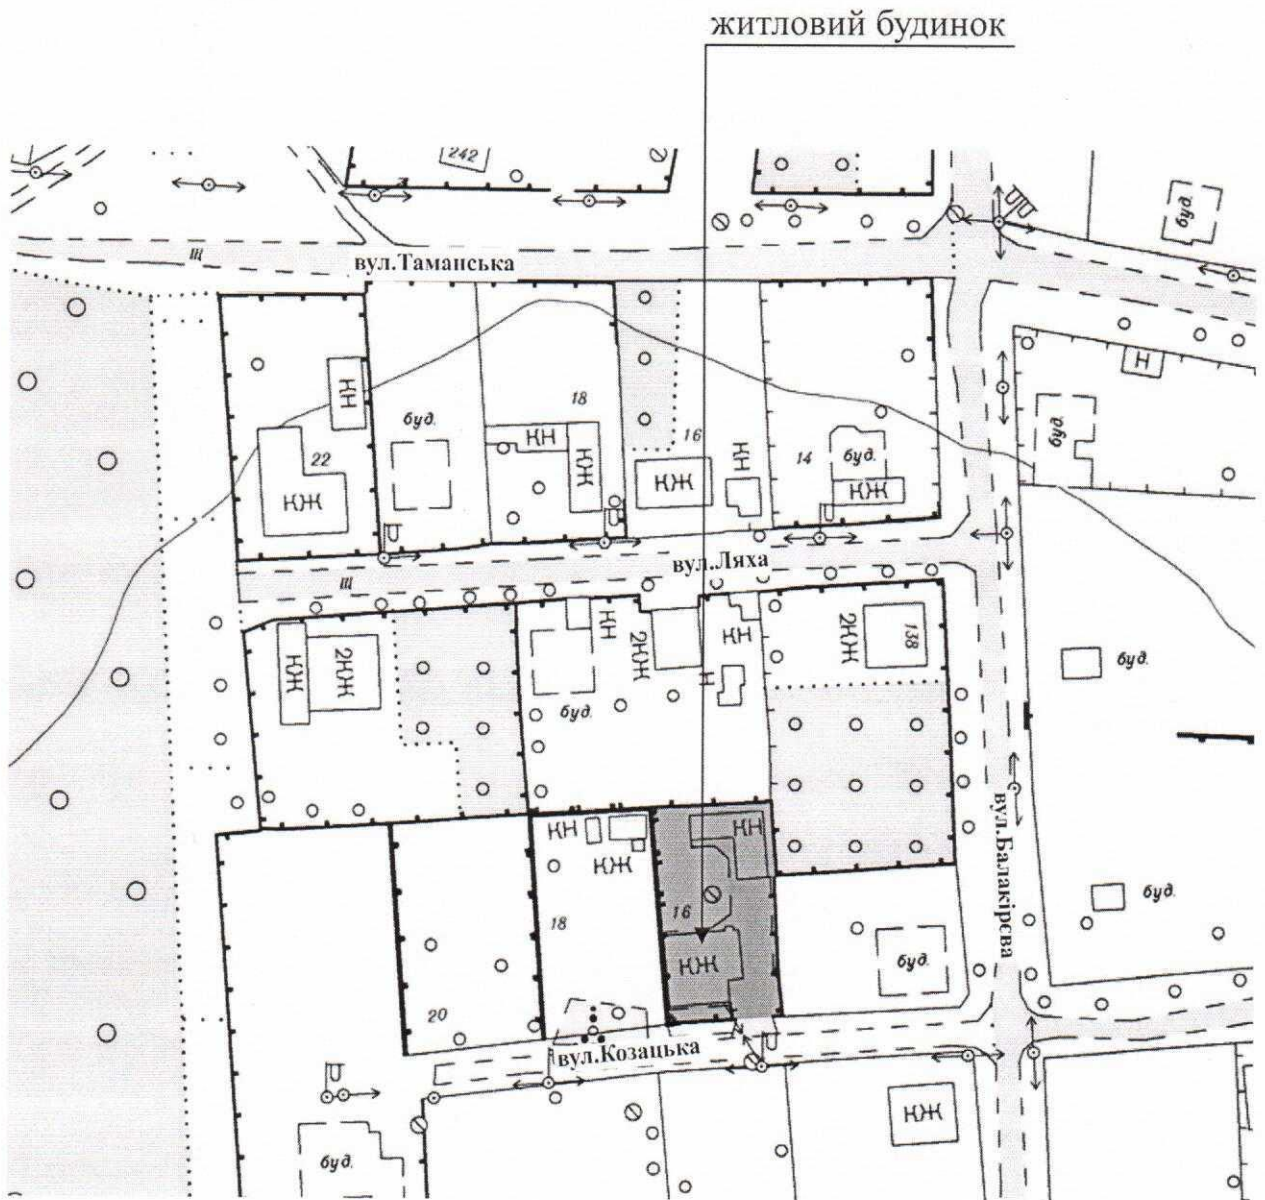 житловий будинок
242
буд.
Щ
вул.Таманська
Н
КН
18
буд.
буд.
КН
16
КН
14
буд.
22
КЖ
КЖ
КЖ
КЖ
вул.Ляха
Щ
КН
2КЖ
КН
2КЖ
138
КЖ
2КЖ
буд.
Н
буд.
вул.Балакірєва
КН
КН
КЖ
буд.
16
18
КЖ
буд.
20
вул.Козацька
КЖ
буд.